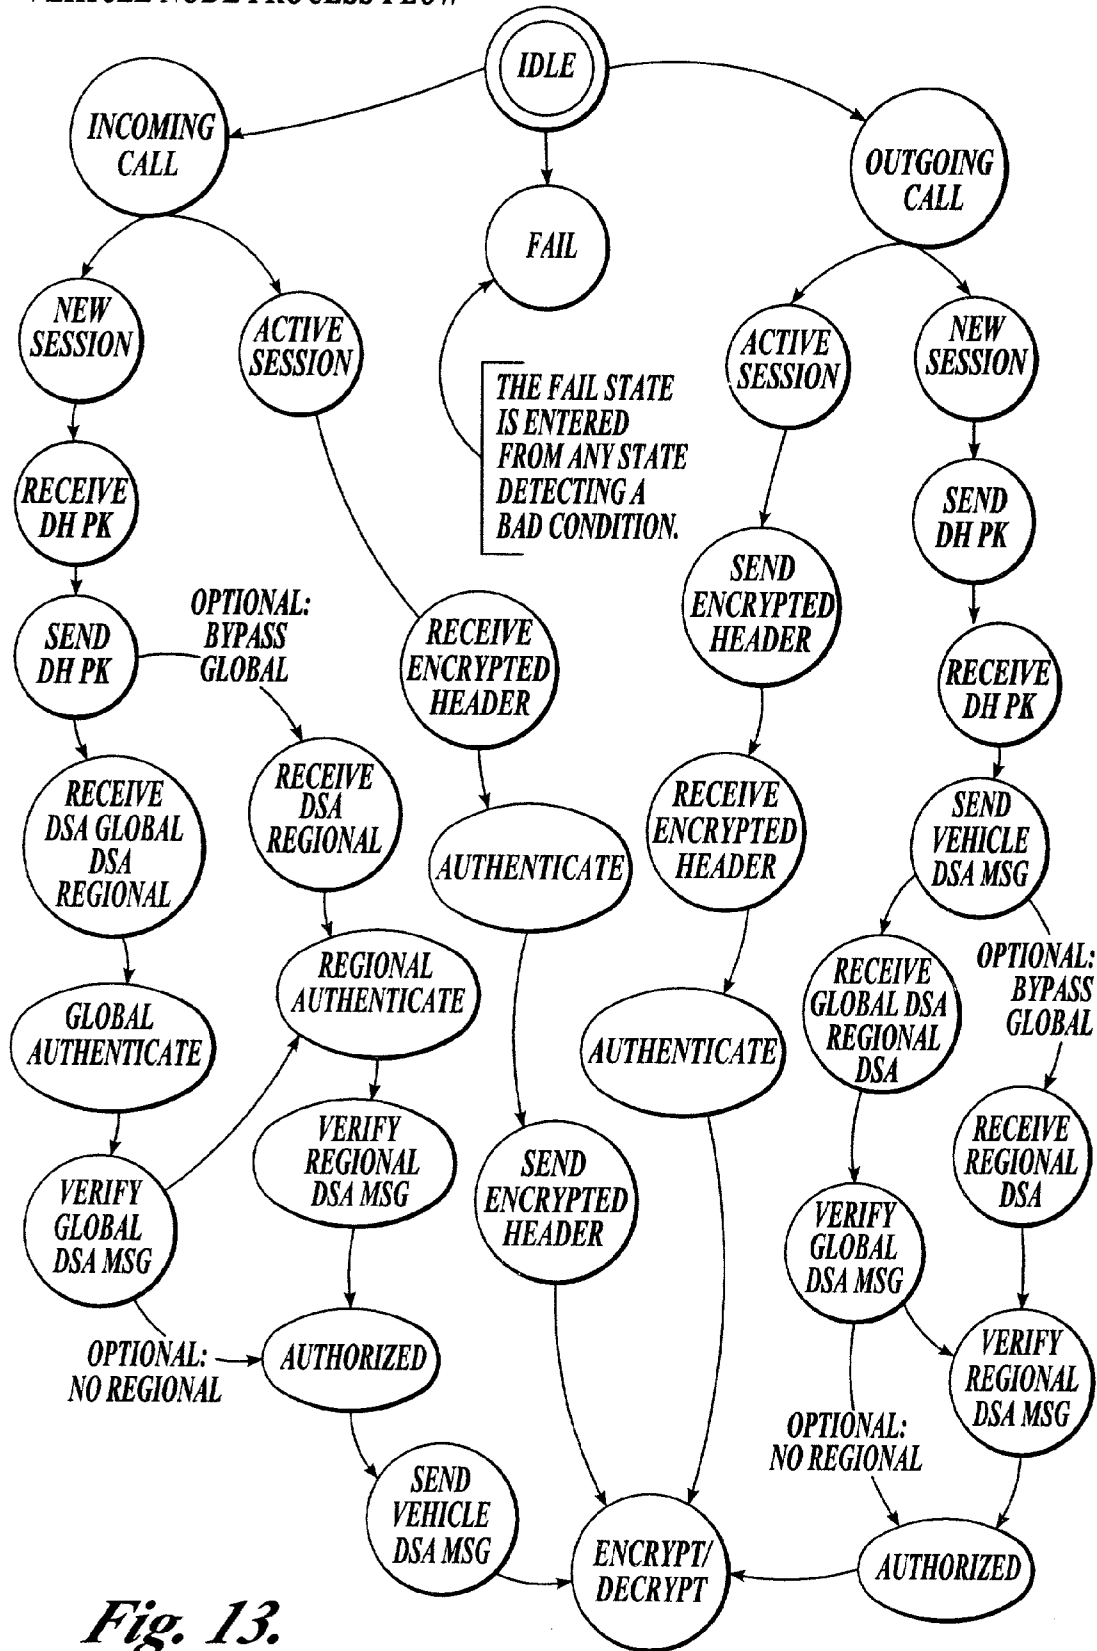 VEHICLE NODE PROCESS FLOW
IDLE
INCOMING
CALL
OUTGOING
CALL
FAIL
NEW
SESSION
ACTIVE
SESSION
ACTIVE
SESSION
NEW
SESSION
THE FAIL STATE
IS ENTERED
FROM ANY STATE
DETECTING A
BAD CONDITION.
RECEIVE
DH PK
SEND
DH PK
SEND
ENCRYPTED
HEADER
OPTIONAL:
BYPASS
GLOBAL
SEND
DH PK
RECEIVE
ENCRYPTED
HEADER
RECEIVE
DH PK
RECEIVE
DSA GLOBAL
DSA
REGIONAL
RECEIVE
DSA
REGIONAL
AUTHENTICATE
RECEIVE
ENCRYPTED
HEADER
SEND
VEHICLE
DSA MSG
REGIONAL
AUTHENTICATE
RECEIVE
GLOBAL DSA
REGIONAL
DSA
OPTIONAL:
BYPASS
GLOBAL
GLOBAL
AUTHENTICATE
AUTHENTICATE
VERIFY
REGIONAL
DSA MSG
RECEIVE
REGIONAL
DSA
VERIFY
GLOBAL
DSA MSG
SEND
ENCRYPTED
HEADER
VERIFY
GLOBAL
DSA MSG
OPTIONAL:
NO REGIONAL
AUTHORIZED
VERIFY
REGIONAL
DSA MSG
OPTIONAL:
NO REGIONAL
SEND
VEHICLE
DSA MSG
ENCRYPT/
DECRYPT
AUTHORIZED
Fig. 13.